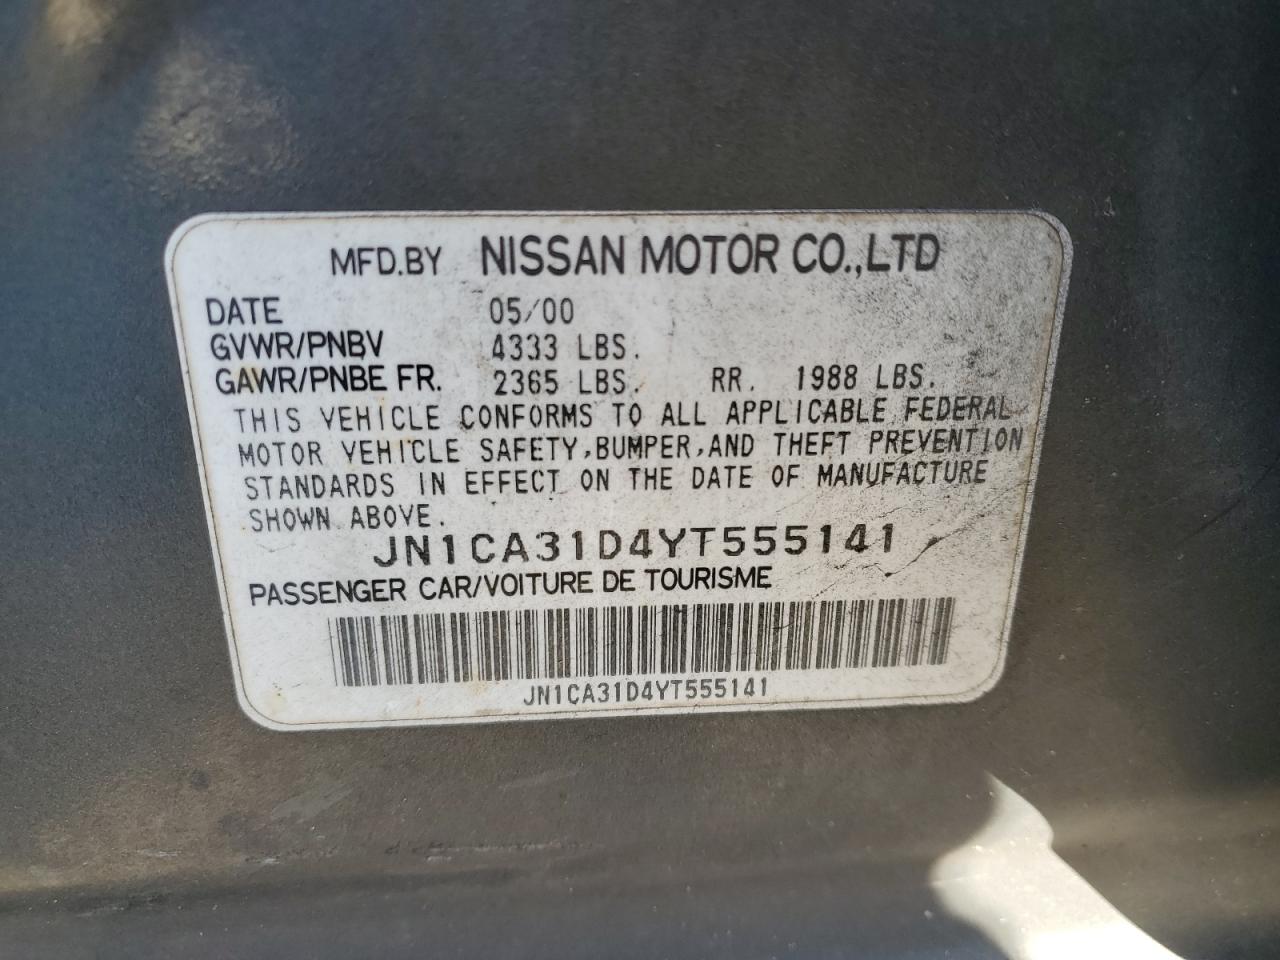 MFD.BY NISSAN MOTOR CO.,LTD
DATE 05/00
GVWR/PNBV 4333 LBS.
GAWR/PNBE FR. 2365 LBS. RR. 1988 LBS.
THIS VEHICLE CONFORMS TO ALL APPLICABLE FEDERAL
MOTOR VEHICLE SAFETY,BUMPER,AND THEFT PREVENTION
STANDARDS IN EFFECT ON THE DATE OF MANUFACTURE
SHOWN ABOVE.
JN1CA31D4YT555141
PASSENGER CAR/VOITURE DE TOURISME
JN1CA31D4YT555141